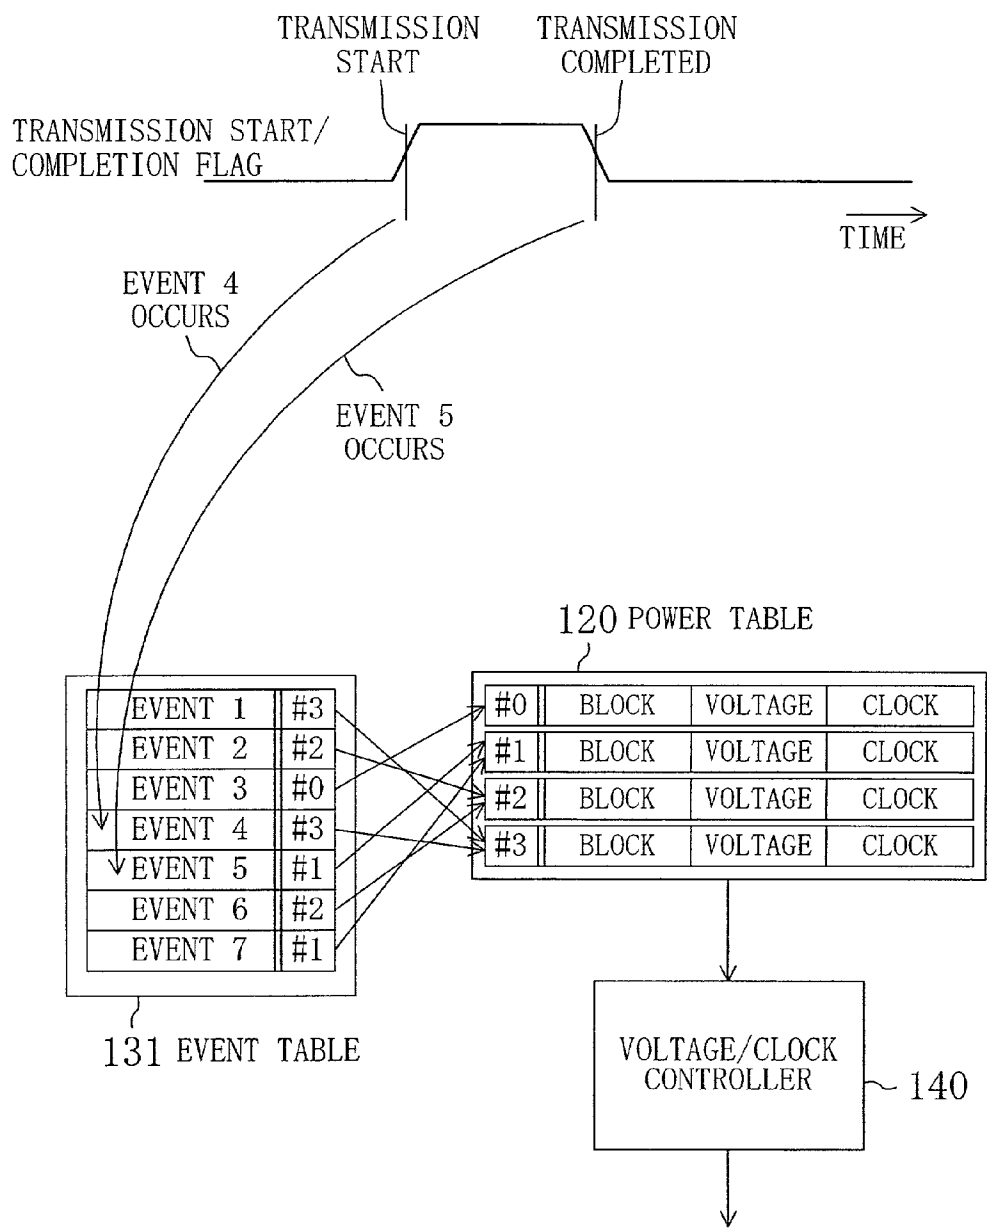 TRANSMISSION START
TRANSMISSION COMPLETED
TRANSMISSION START/
COMPLETION FLAG
TIME
EVENT 4
OCCURS
EVENT 5
OCCURS
120 POWER TABLE
EVENT 1 #3
EVENT 2 #2
EVENT 3 #0
EVENT 4 #3
EVENT 5 #1
EVENT 6 #2
EVENT 7 #1
#0 BLOCK VOLTAGE CLOCK
#1 BLOCK VOLTAGE CLOCK
#2 BLOCK VOLTAGE CLOCK
#3 BLOCK VOLTAGE CLOCK
131 EVENT TABLE
VOLTAGE/CLOCK
CONTROLLER
140